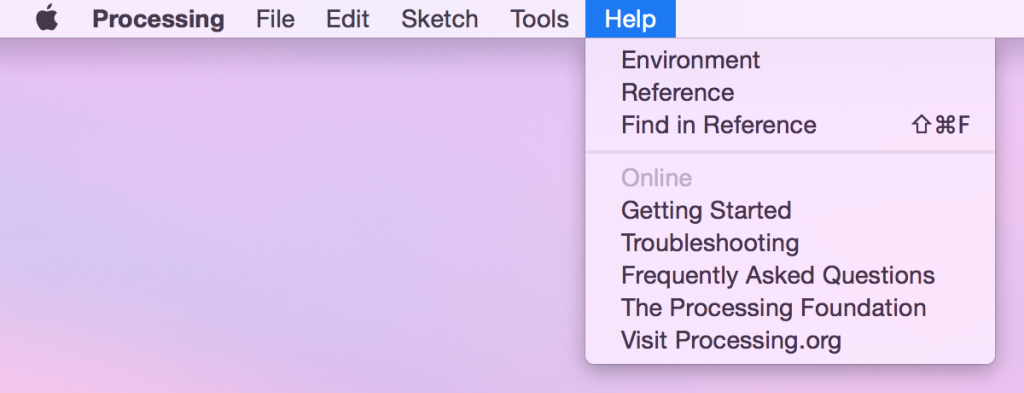 Processing File Edit Sketch Tools Help
Environment
Reference
Find in Reference ⇧⌘F
Online
Getting Started
Troubleshooting
Frequently Asked Questions
The Processing Foundation
Visit Processing.org